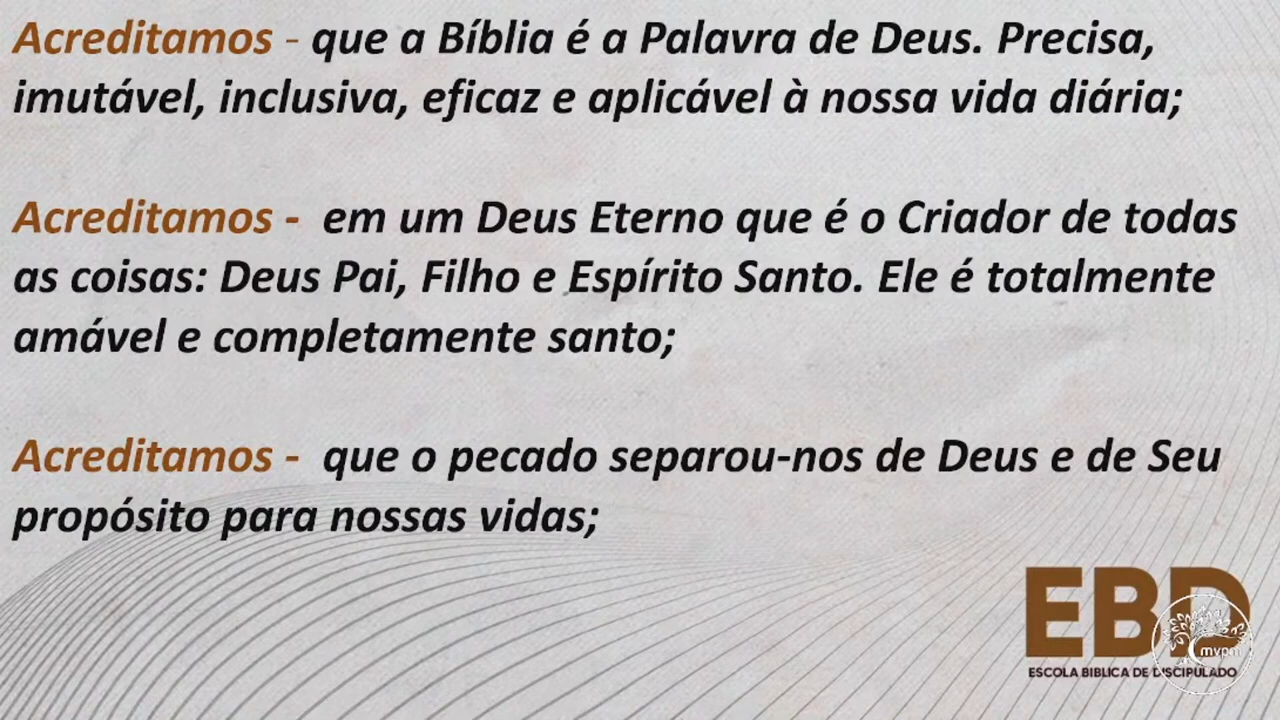 Acreditamos - que a Bíblia é a Palavra de Deus. Precisa,
imutável, inclusiva, eficaz e aplicável à nossa vida diária;
Acreditamos - em um Deus Eterno que é o Criador de todas
as coisas: Deus Pai, Filho e Espírito Santo. Ele é totalmente
amável e completamente santo;
Acreditamos - que o pecado separou-nos de Deus e de Seu
propósito para nossas vidas;
EBD
mvpm
ESCOLA BIBLICA DE DISCIPULADO